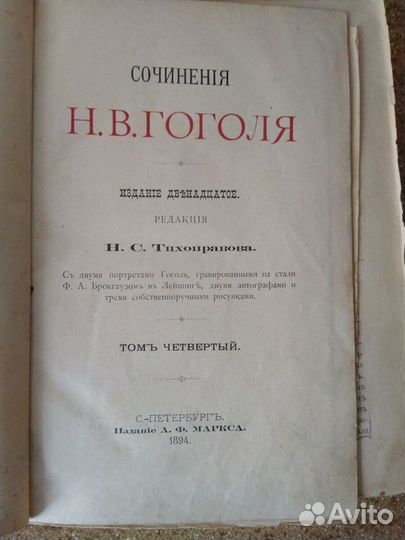 СОЧИНЕНІЯ
Н. В. ГОГОЛЯ
ИЗДАНІЕ ДВѢНАДЦАТОЕ.
РЕДАКЦІЯ
Н. С. Тихонравова.
Съ двумя портретами Гоголя, гравированными на стали
Ф. А. Брокгаузомъ въ Лейпцигѣ, двумя автографами и
тремя собственноручными рисунками.
ТОМЪ ЧЕТВЕРТЫЙ.
С.-ПЕТЕРБУРГЪ.
Изданіе А. Ф. МАРКСА.
1894.
Avito